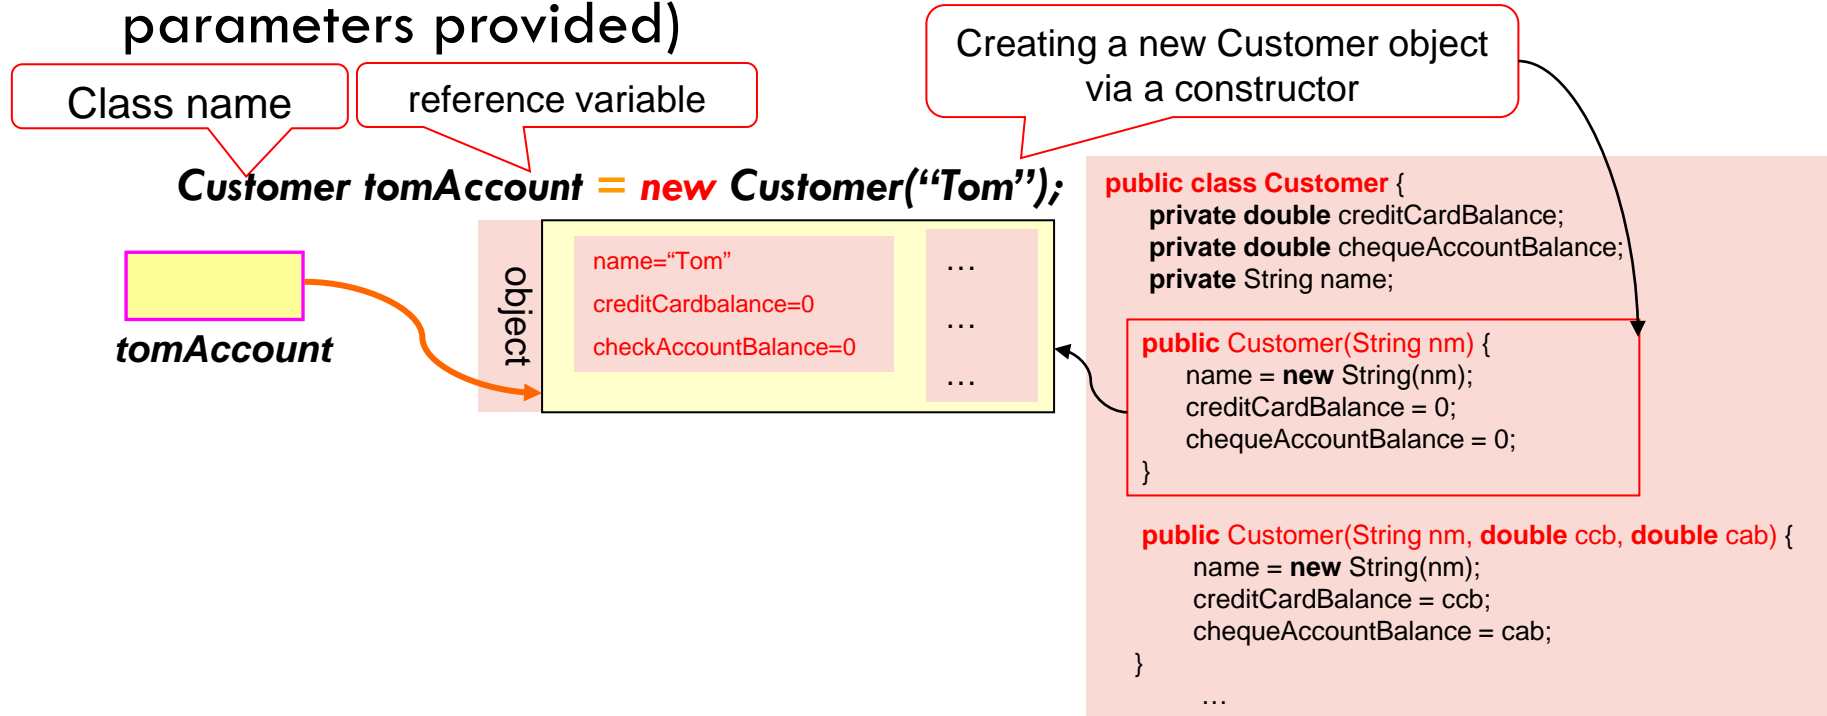 parameters provided)
Class name
reference variable
Creating a new Customer object
via a constructor
Customer tomAccount = new Customer(“Tom”);
tomAccount
object
name=“Tom”
creditCardbalance=0
checkAccountBalance=0
…
…
…
public class Customer {
private double creditCardBalance;
private double chequeAccountBalance;
private String name;
public Customer(String nm) {
name = new String(nm);
creditCardBalance = 0;
chequeAccountBalance = 0;
}
public Customer(String nm, double ccb, double cab) {
name = new String(nm);
creditCardBalance = ccb;
chequeAccountBalance = cab;
}
…